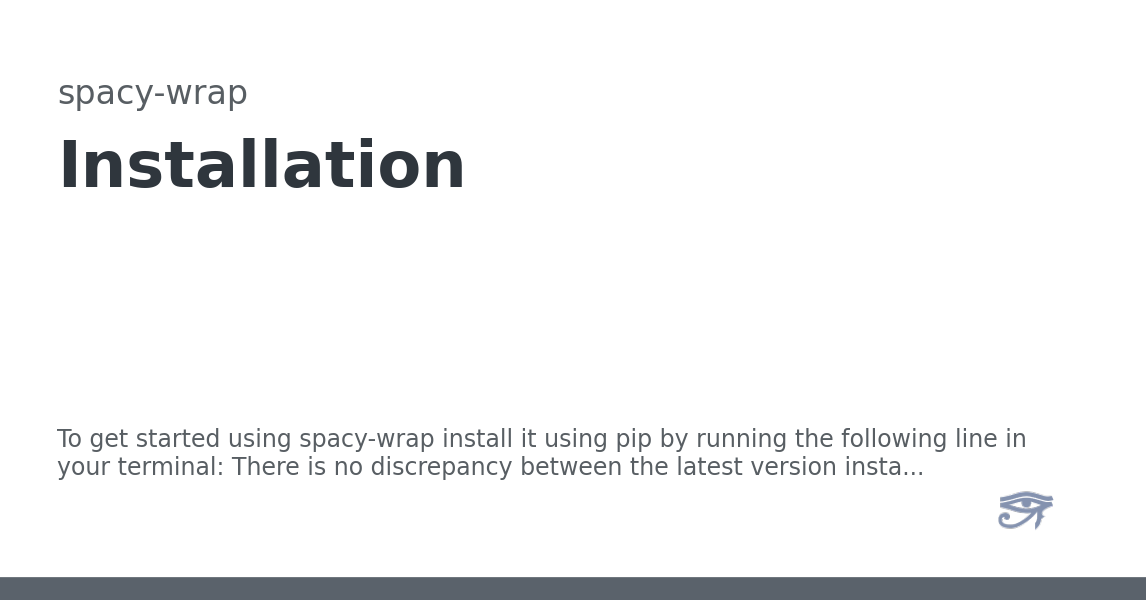 spacy-wrap
Installation
To get started using spacy-wrap install it using pip by running the following line in
your terminal: There is no discrepancy between the latest version insta...